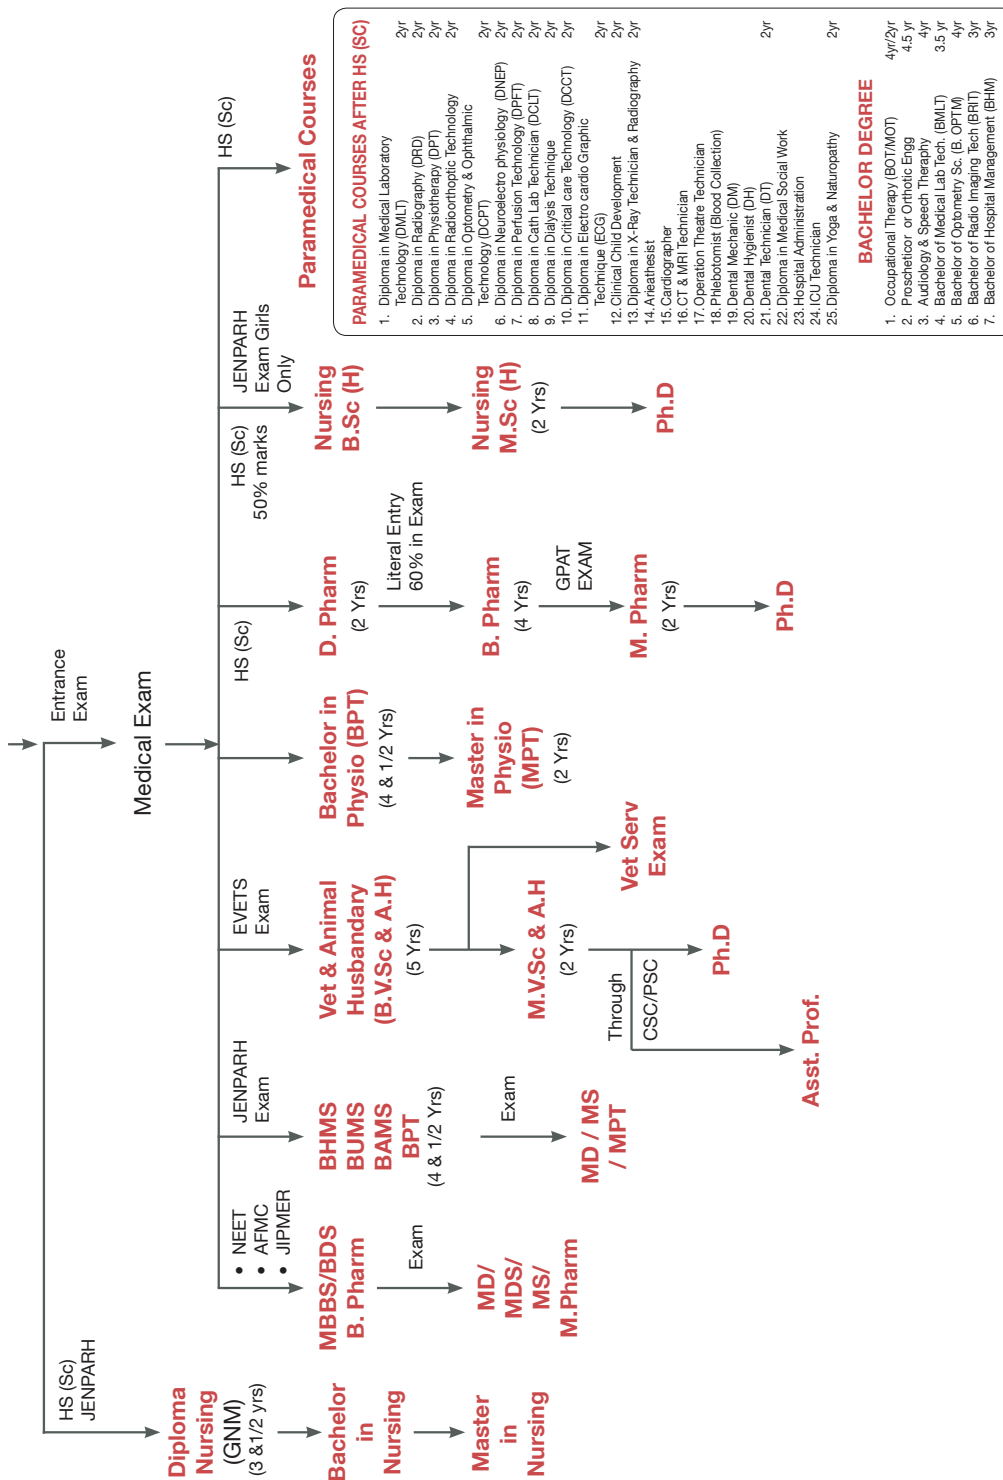 HS (Sc)
JENPARH
Entrance
Exam
Medical Exam
Diploma
Nursing
(GNM)
(3 &1/2 yrs)
Bachelor
in
Nursing
Master
in
Nursing
• NEET
• AFMC
• JIPMER
MBBS/BDS
B. Pharm
Exam
MD/
MDS/
MS/
M.Pharm
JENPARH
Exam
BHMS
BUMS
BAMS
BPT
(4 & 1/2 Yrs)
Exam
MD / MS
/ MPT
EVETS
Exam
Vet & Animal
Husbandary
(B.V.Sc & A.H)
(5 Yrs)
M.V.Sc & A.H
(2 Yrs)
Through
CSC/PSC
Asst. Prof.
Ph.D
Vet Serv
Exam
Bachelor in
Physio (BPT)
(4 & 1/2 Yrs)
Master in
Physio
(MPT)
(2 Yrs)
HS (Sc)
D. Pharm
(2 Yrs)
Literal Entry
60% in Exam
B. Pharm
(4 Yrs)
GPAT
EXAM
M. Pharm
(2 Yrs)
Ph.D
HS (Sc)
50% marks
JENPARH
Exam Girls
Only
Nursing
B.Sc (H)
Nursing
M.Sc (H)
(2 Yrs)
Ph.D
HS (Sc)
Paramedical Courses
PARAMEDICAL COURSES AFTER HS (SC)
1. Diploma in Medical Laboratory
Technology (DMLT) 2yr
2. Diploma in Radiography (DRD) 2yr
3. Diploma in Physiotherapy (DPT) 2yr
4. Diploma in Radiorthoptic Technology 2yr
5. Diploma in Optometry & Ophthalmic
Technology (DCPT) 2yr
6. Diploma in Neuroelectro physiology (DNEP) 2yr
7. Diploma in Perfusion Technology (DPFT) 2yr
8. Diploma in Cath Lab Technician (DCLT) 2yr
9. Diploma in Dialysis Technique 2yr
10. Diploma in Critical care Technology (DCCT) 2yr
11. Diploma in Electro cardio Graphic
Technique (ECG) 2yr
12. Clinical Child Development 2yr
13. Diploma in X-Ray Technician & Radiography 2yr
14. Arieathesist
15. Cardiographer
16. CT & MRI Technician
17. Operation Theatre Technician
18. Phlebotomist (Blood Collection)
19. Dental Mechanic (DM)
20. Dental Hygienist (DH)
21. Dental Technician (DT) 2yr
22. Diploma in Medical Social Work
23. Hospital Administration
24. ICU Technician
25. Diploma in Yoga & Naturopathy 2yr
BACHELOR DEGREE
1. Occupational Therapy (BOT/MOT) 4yr/2yr
2. Proschetioor or Orthotic Engg 4.5 yr
3. Audiology & Speech Theraphy 4yr
4. Bachelor of Medical Lab Tech. (BMLT) 3.5 yr
5. Bachelor of Optometry Sc. (B. OPTM) 4yr
6. Bachelor of Radio Imaging Tech (BRIT) 3yr
7. Bachelor of Hospital Management (BHM) 3yr